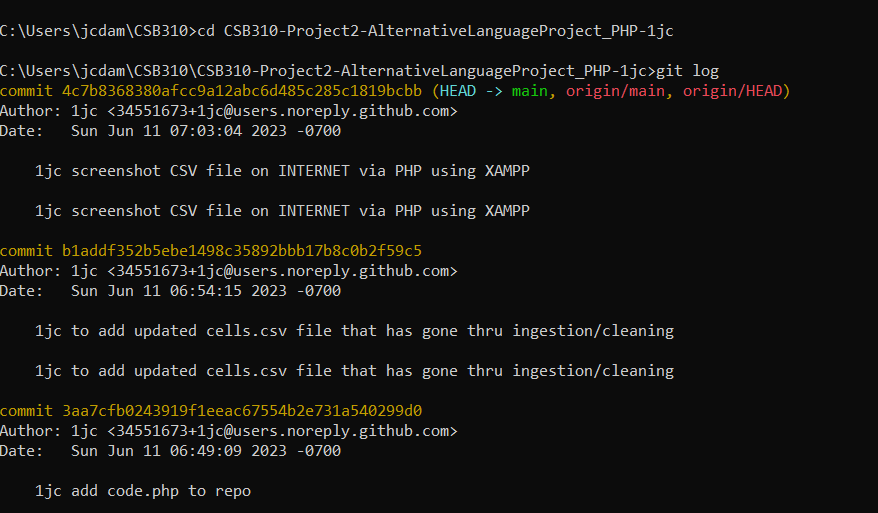 C:\Users\jcdam\CSB310>cd CSB310-Project2-AlternativeLanguageProject_PHP-1jc
C:\Users\jcdam\CSB310\CSB310-Project2-AlternativeLanguageProject_PHP-1jc>git log
commit 4c7b8368380afcc9a12abc6d485c285c1819bcbb (HEAD -> main, origin/main, origin/HEAD)
Author: 1jc <34551673+1jc@users.noreply.github.com>
Date:   Sun Jun 11 07:03:04 2023 -0700
1jc screenshot CSV file on INTERNET via PHP using XAMPP
1jc screenshot CSV file on INTERNET via PHP using XAMPP
commit b1addf352b5ebe1498c35892bbb17b8c0b2f59c5
Author: 1jc <34551673+1jc@users.noreply.github.com>
Date:   Sun Jun 11 06:54:15 2023 -0700
1jc to add updated cells.csv file that has gone thru ingestion/cleaning
1jc to add updated cells.csv file that has gone thru ingestion/cleaning
commit 3aa7cfb0243919f1eeac67554b2e731a540299d0
Author: 1jc <34551673+1jc@users.noreply.github.com>
Date:   Sun Jun 11 06:49:09 2023 -0700
1jc add code.php to repo